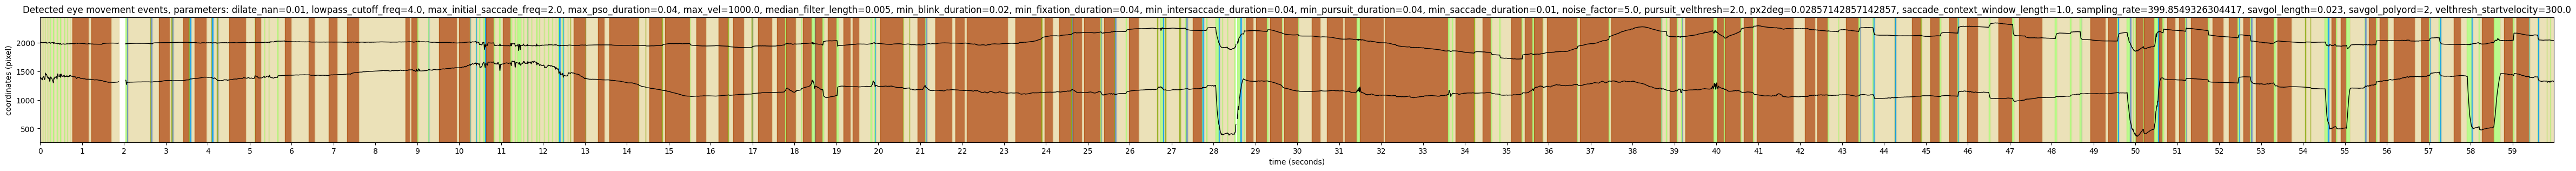 Detected eye movement events, parameters: dilate_nan=0.01, lowpass_cutoff_freq=4.0, max_initial_saccade_freq=2.0, max_pso_duration=0.04, max_vel=1000.0, median_filter_length=0.005, min_blink_duration=0.02, min_fixation_duration=0.04, min_intersaccade_duration=0.04, min_pursuit_duration=0.04, min_saccade_duration=0.01, noise_factor=5.0, pursuit_velthresh=2.0, px2deg=0.02857142857142857, saccade_context_window_length=1.0, sampling_rate=399.8549326304417, savgol_length=0.023, savgol_polyord=2, velthresh_startvelocity=300.0
coordinates (pixel)
2000
1500
1000
500
0 1 2 3 4 5 6 7 8 9 10 11 12 13 14 15 16 17 18 19 20 21 22 23 24 25 26 27 28 29 30 31 32 33 34 35 36 37 38 39 40 41 42 43 44 45 46 47 48 49 50 51 52 53 54 55 56 57 58 59
time (seconds)